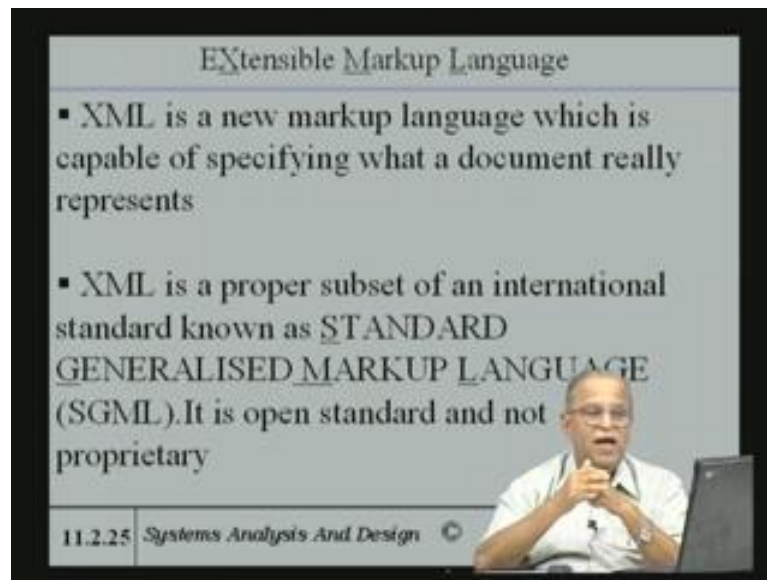 EXtensible Markup Language
▪ XML is a new markup language which is
capable of specifying what a document really
represents
▪ XML is a proper subset of an international
standard known as STANDARD
GENERALISED MARKUP LANGUAGE
(SGML).It is open standard and not
proprietary
11.2.25 Systems Analysis And Design ©